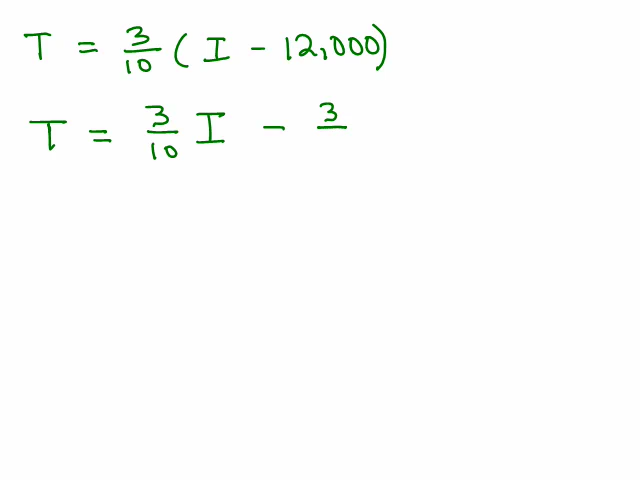 T = 3/10 (I - 12,000)
T = 3/10 I - 3/